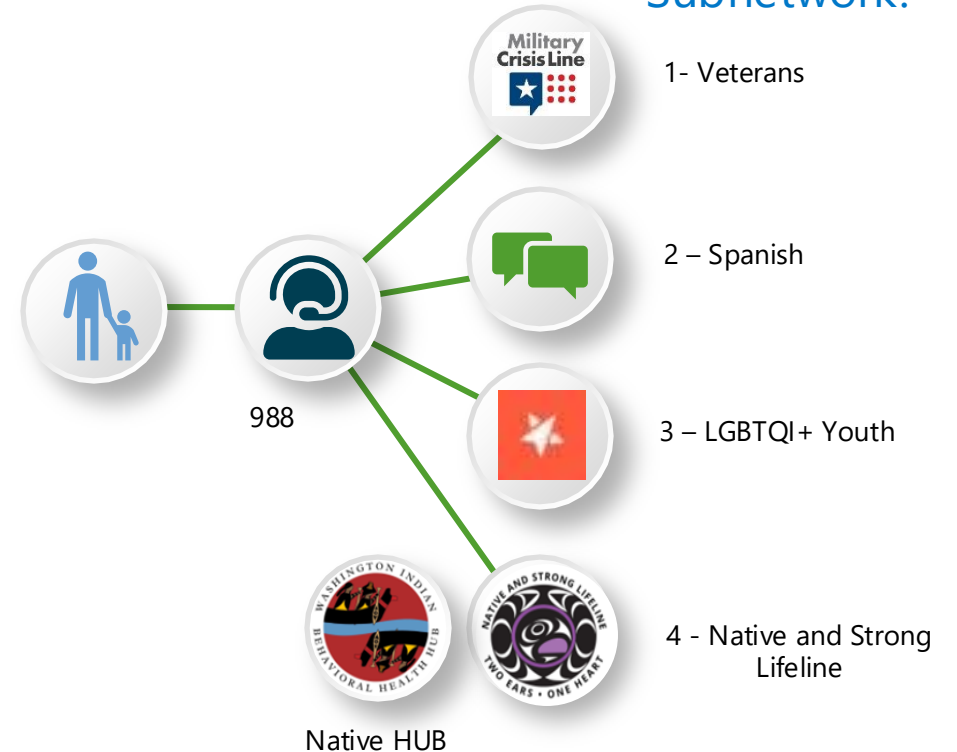 Subnetwork:
Military
Crisis Line
1- Veterans
2 – Spanish
988
3 – LGBTQI+ Youth
WASHINGTON INDIAN
BEHAVIORAL HEALTH HUB
NATIVE AND STRONG LIFELINE
TWO EARS • ONE HEART
4 - Native and Strong
Lifeline
Native HUB